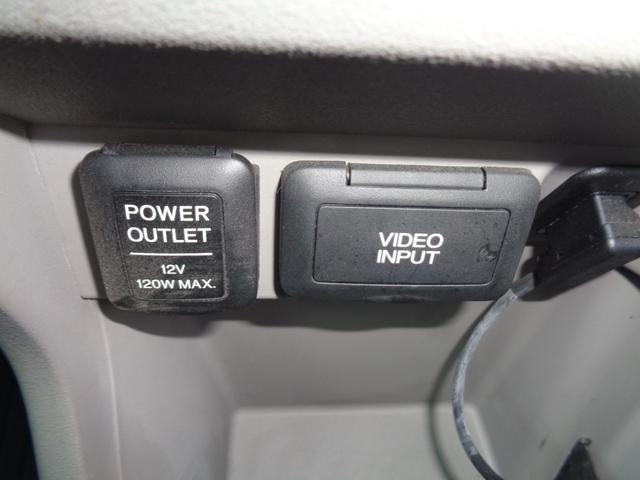 POWER
OUTLET
12V
120W MAX.
VIDEO
INPUT